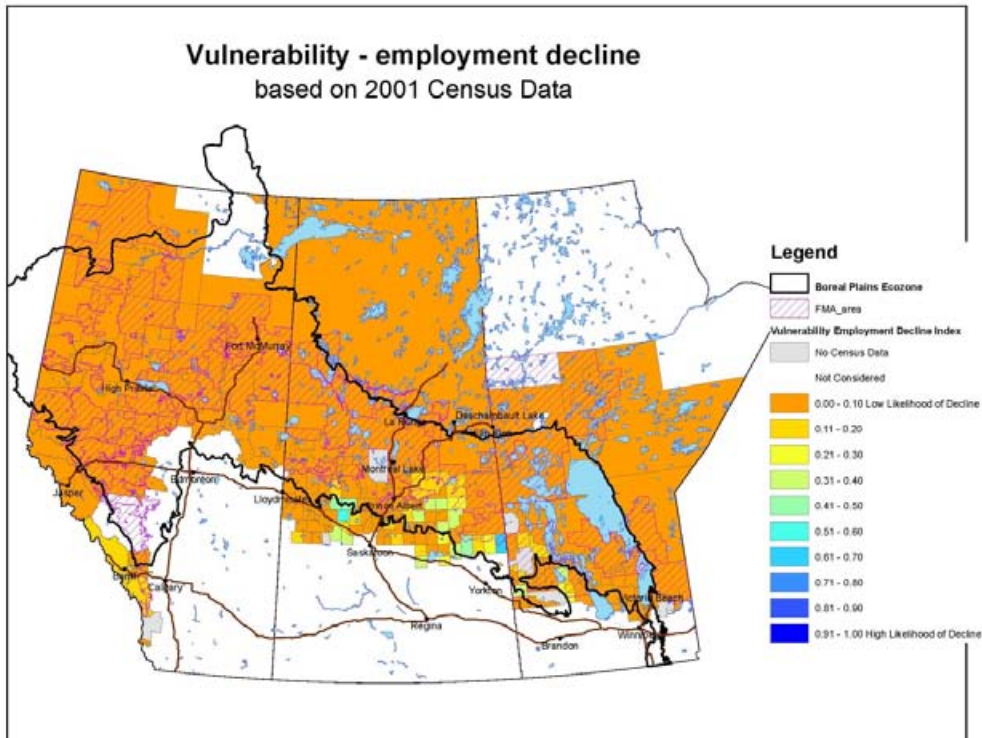 Vulnerability - employment decline
based on 2001 Census Data
Legend
Boreal Plains Ecozone
FMA_area
Vulnerability Employment Decline Index
No Census Data
Not Considered
0.00 - 0.10 Low Likelihood of Decline
0.11 - 0.20
0.21 - 0.30
0.31 - 0.40
0.41 - 0.50
0.51 - 0.60
0.61 - 0.70
0.71 - 0.80
0.81 - 0.90
0.91 - 1.00 High Likelihood of Decline
Fort McMurray
High Prairie
Deschambault Lake
La Ronge
Montreal Lake
Edmonton
Jasper
Lloydminster
Prince Albert
Saskatoon
Banff
Calgary
Yorkton
Victoria Beach
Regina
Winnipeg
Brandon